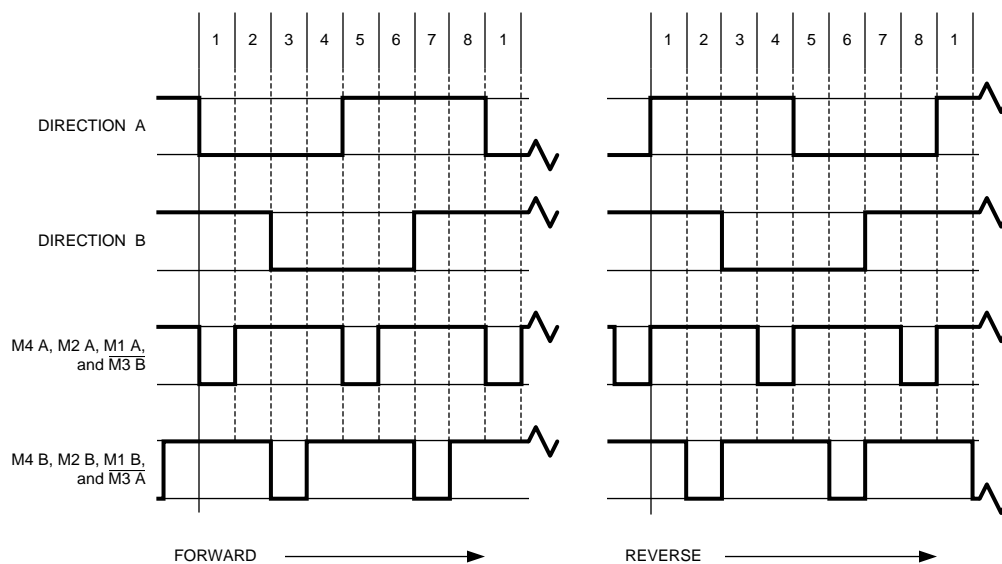 1 2 3 4 5 6 7 8 1
1 2 3 4 5 6 7 8 1
DIRECTION A
DIRECTION B
M4 A, M2 A, M1 A,
and M3 B
M4 B, M2 B, M1 B,
and M3 A
FORWARD
REVERSE